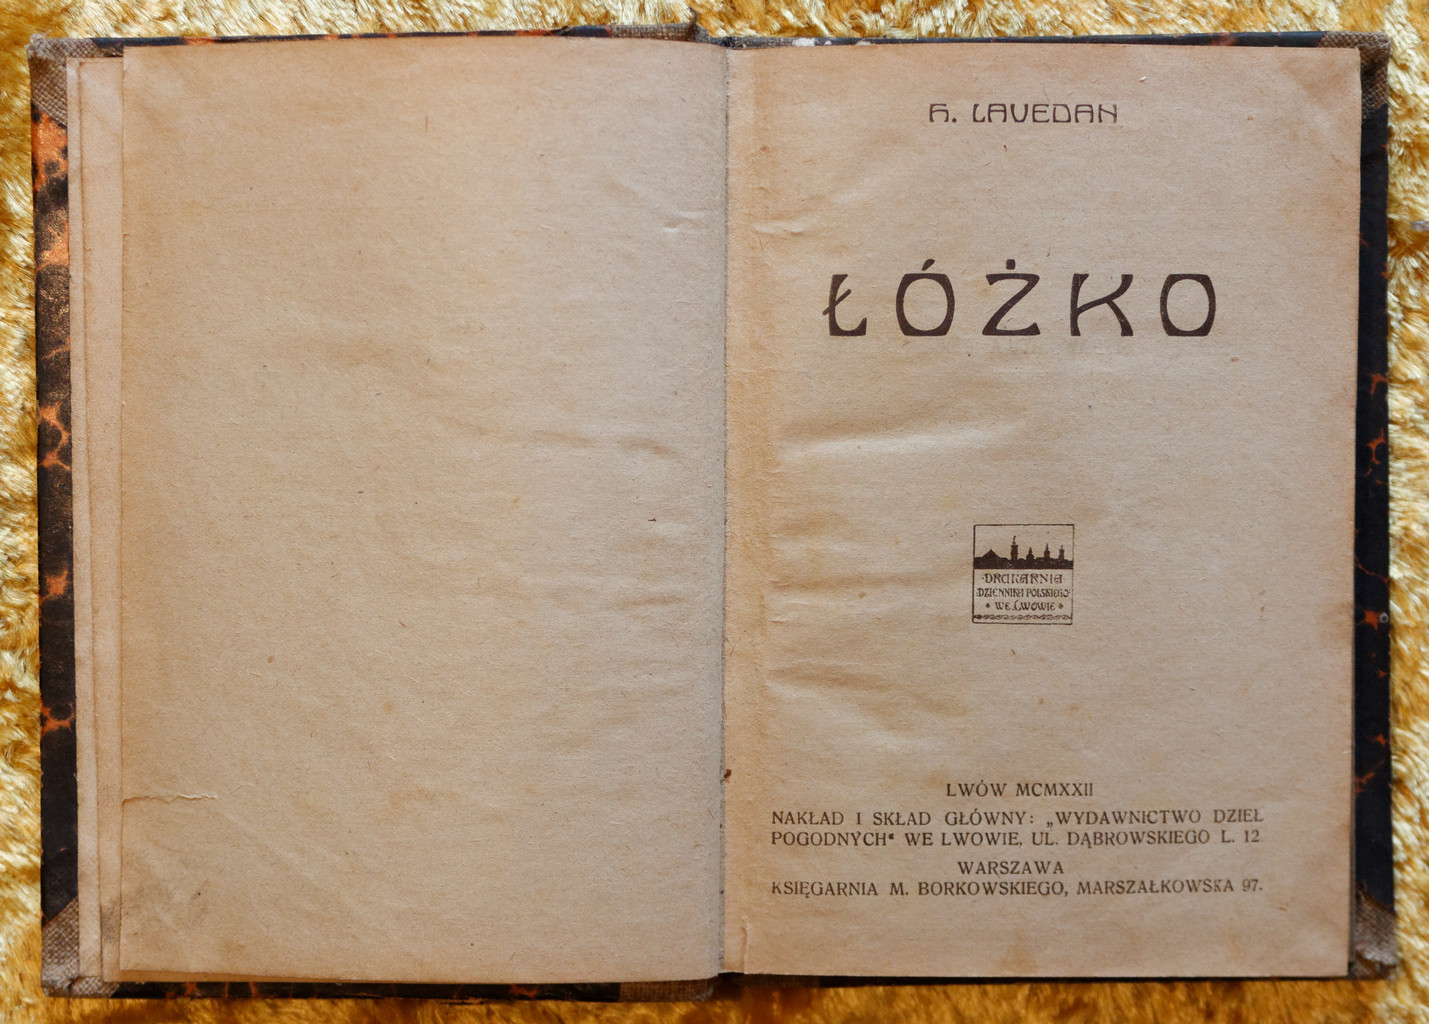 H. LAVEDAN
ŁÓŻKO
DRUKARNIA
DZIENNIKA POLSKIEGO
WE LWOWIE
LWÓW MCMXXII
NAKŁAD I SKŁAD GŁÓWNY: „WYDAWNICTWO DZIEŁ
POGODNYCH" WE LWOWIE, UL. DĄBROWSKIEGO L. 12
WARSZAWA
KSIĘGARNIA M. BORKOWSKIEGO, MARSZAŁKOWSKA 97.